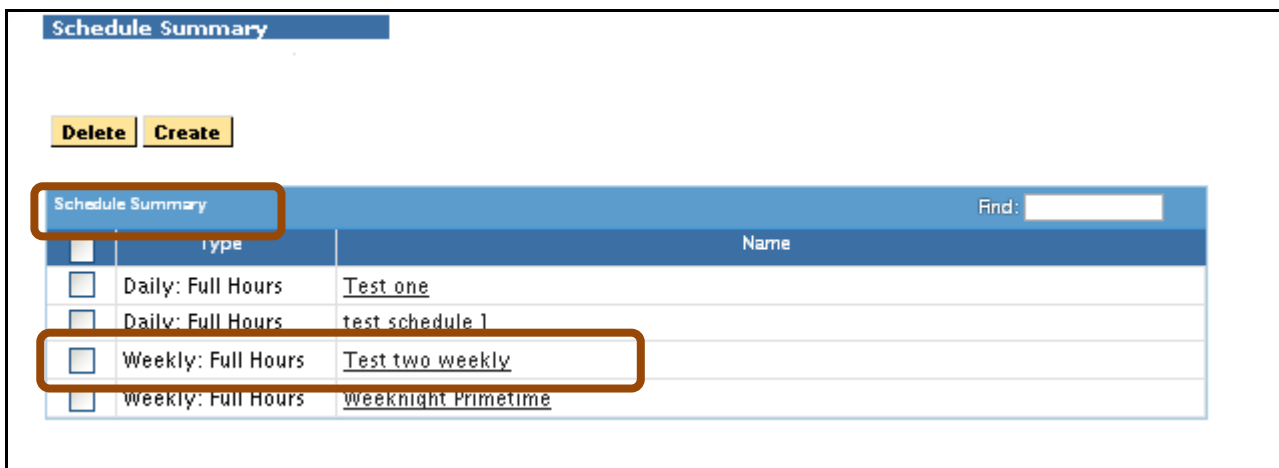 Schedule Summary
Delete Create
Schedule Summary Find:
Type Name
Daily: Full Hours Test one
Daily: Full Hours test schedule 1
Weekly: Full Hours Test two weekly
Weekly: Full Hours Weeknight Primetime